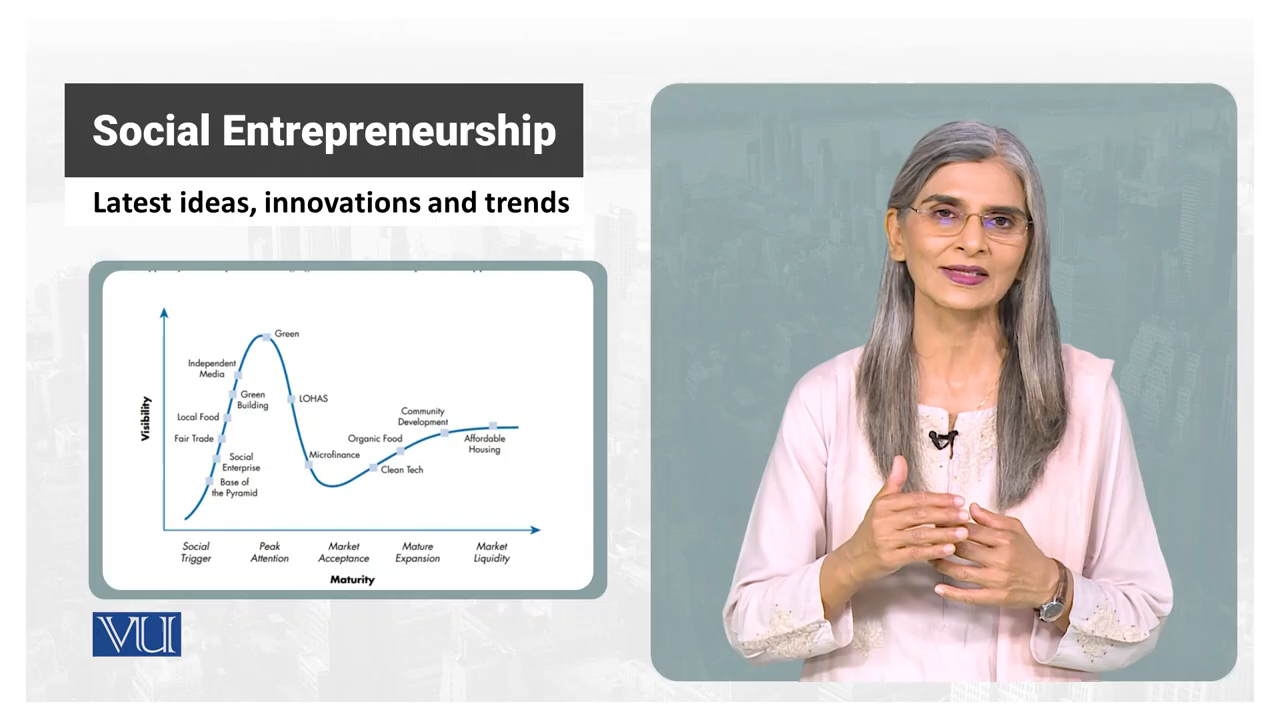 Social Entrepreneurship
Latest ideas, innovations and trends
Visibility
Green
Independent
Media
Green
Building
LOHAS
Local Food
Fair Trade
Social
Enterprise
Base of
the Pyramid
Microfinance
Organic Food
Clean Tech
Community
Development
Affordable
Housing
Social
Trigger
Peak
Attention
Market
Acceptance
Mature
Expansion
Market
Liquidity
Maturity
VU